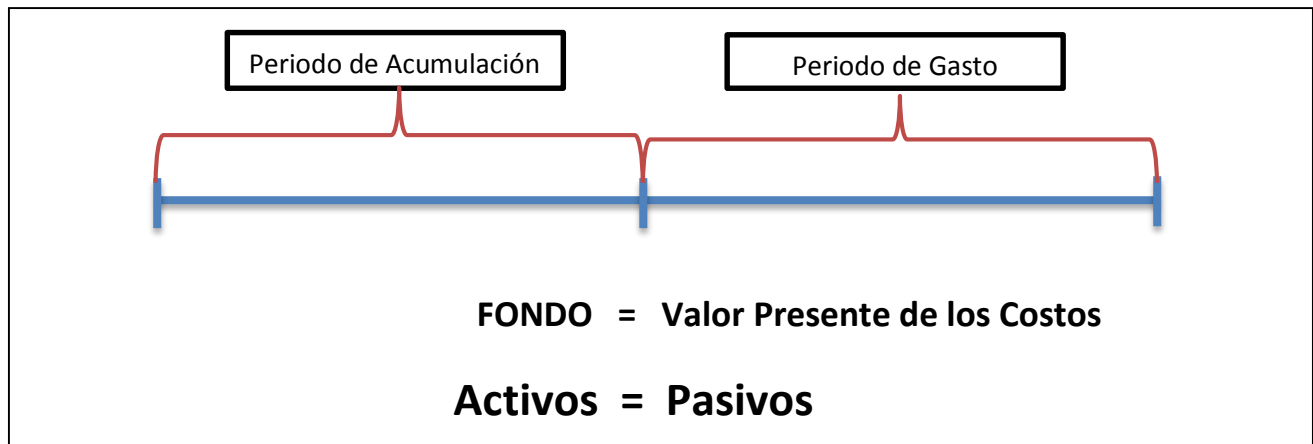 Periodo de Acumulación
Periodo de Gasto
FONDO = Valor Presente de los Costos
Activos = Pasivos